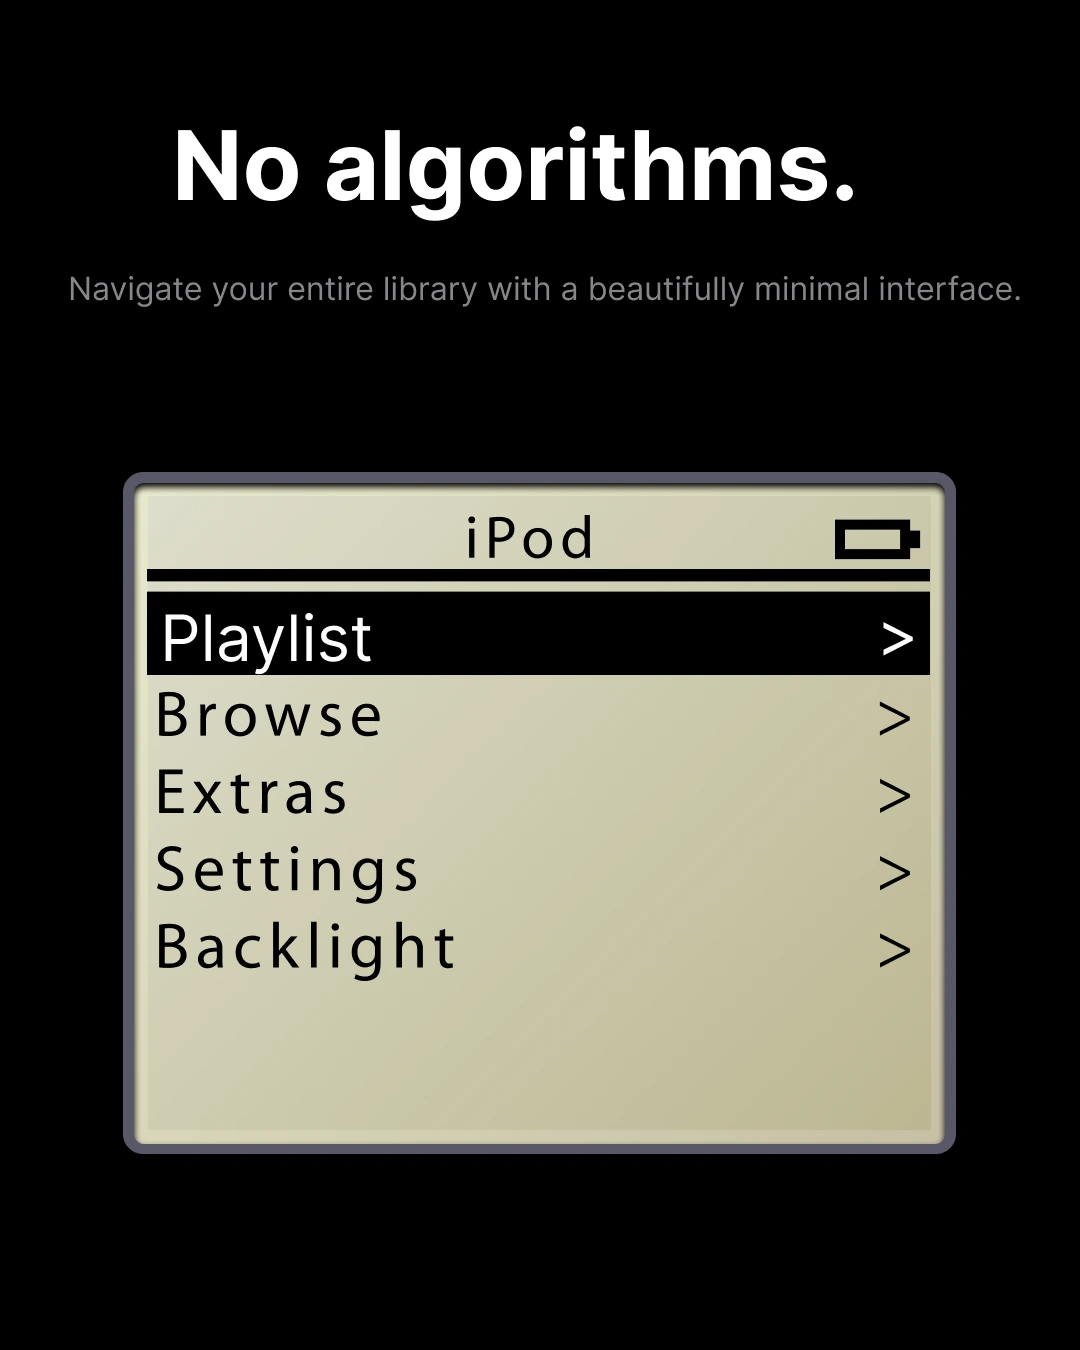 No algorithms.
Navigate your entire library with a beautifully minimal interface.
iPod
Playlist >
Browse >
Extras >
Settings >
Backlight >